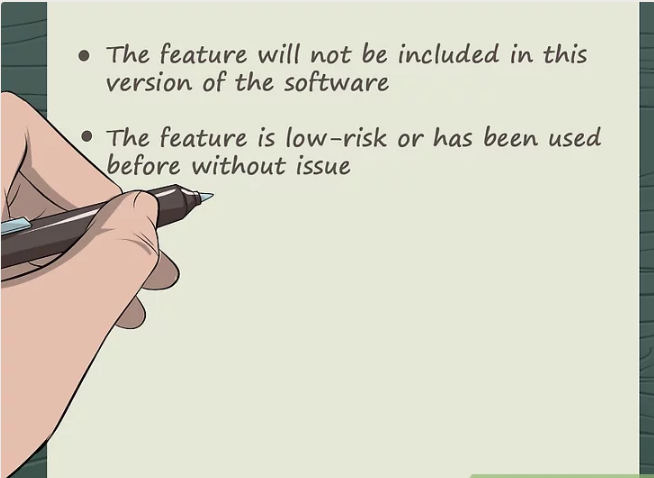 • The feature will not be included in this
version of the software
• The feature is low-risk or has been used
before without issue